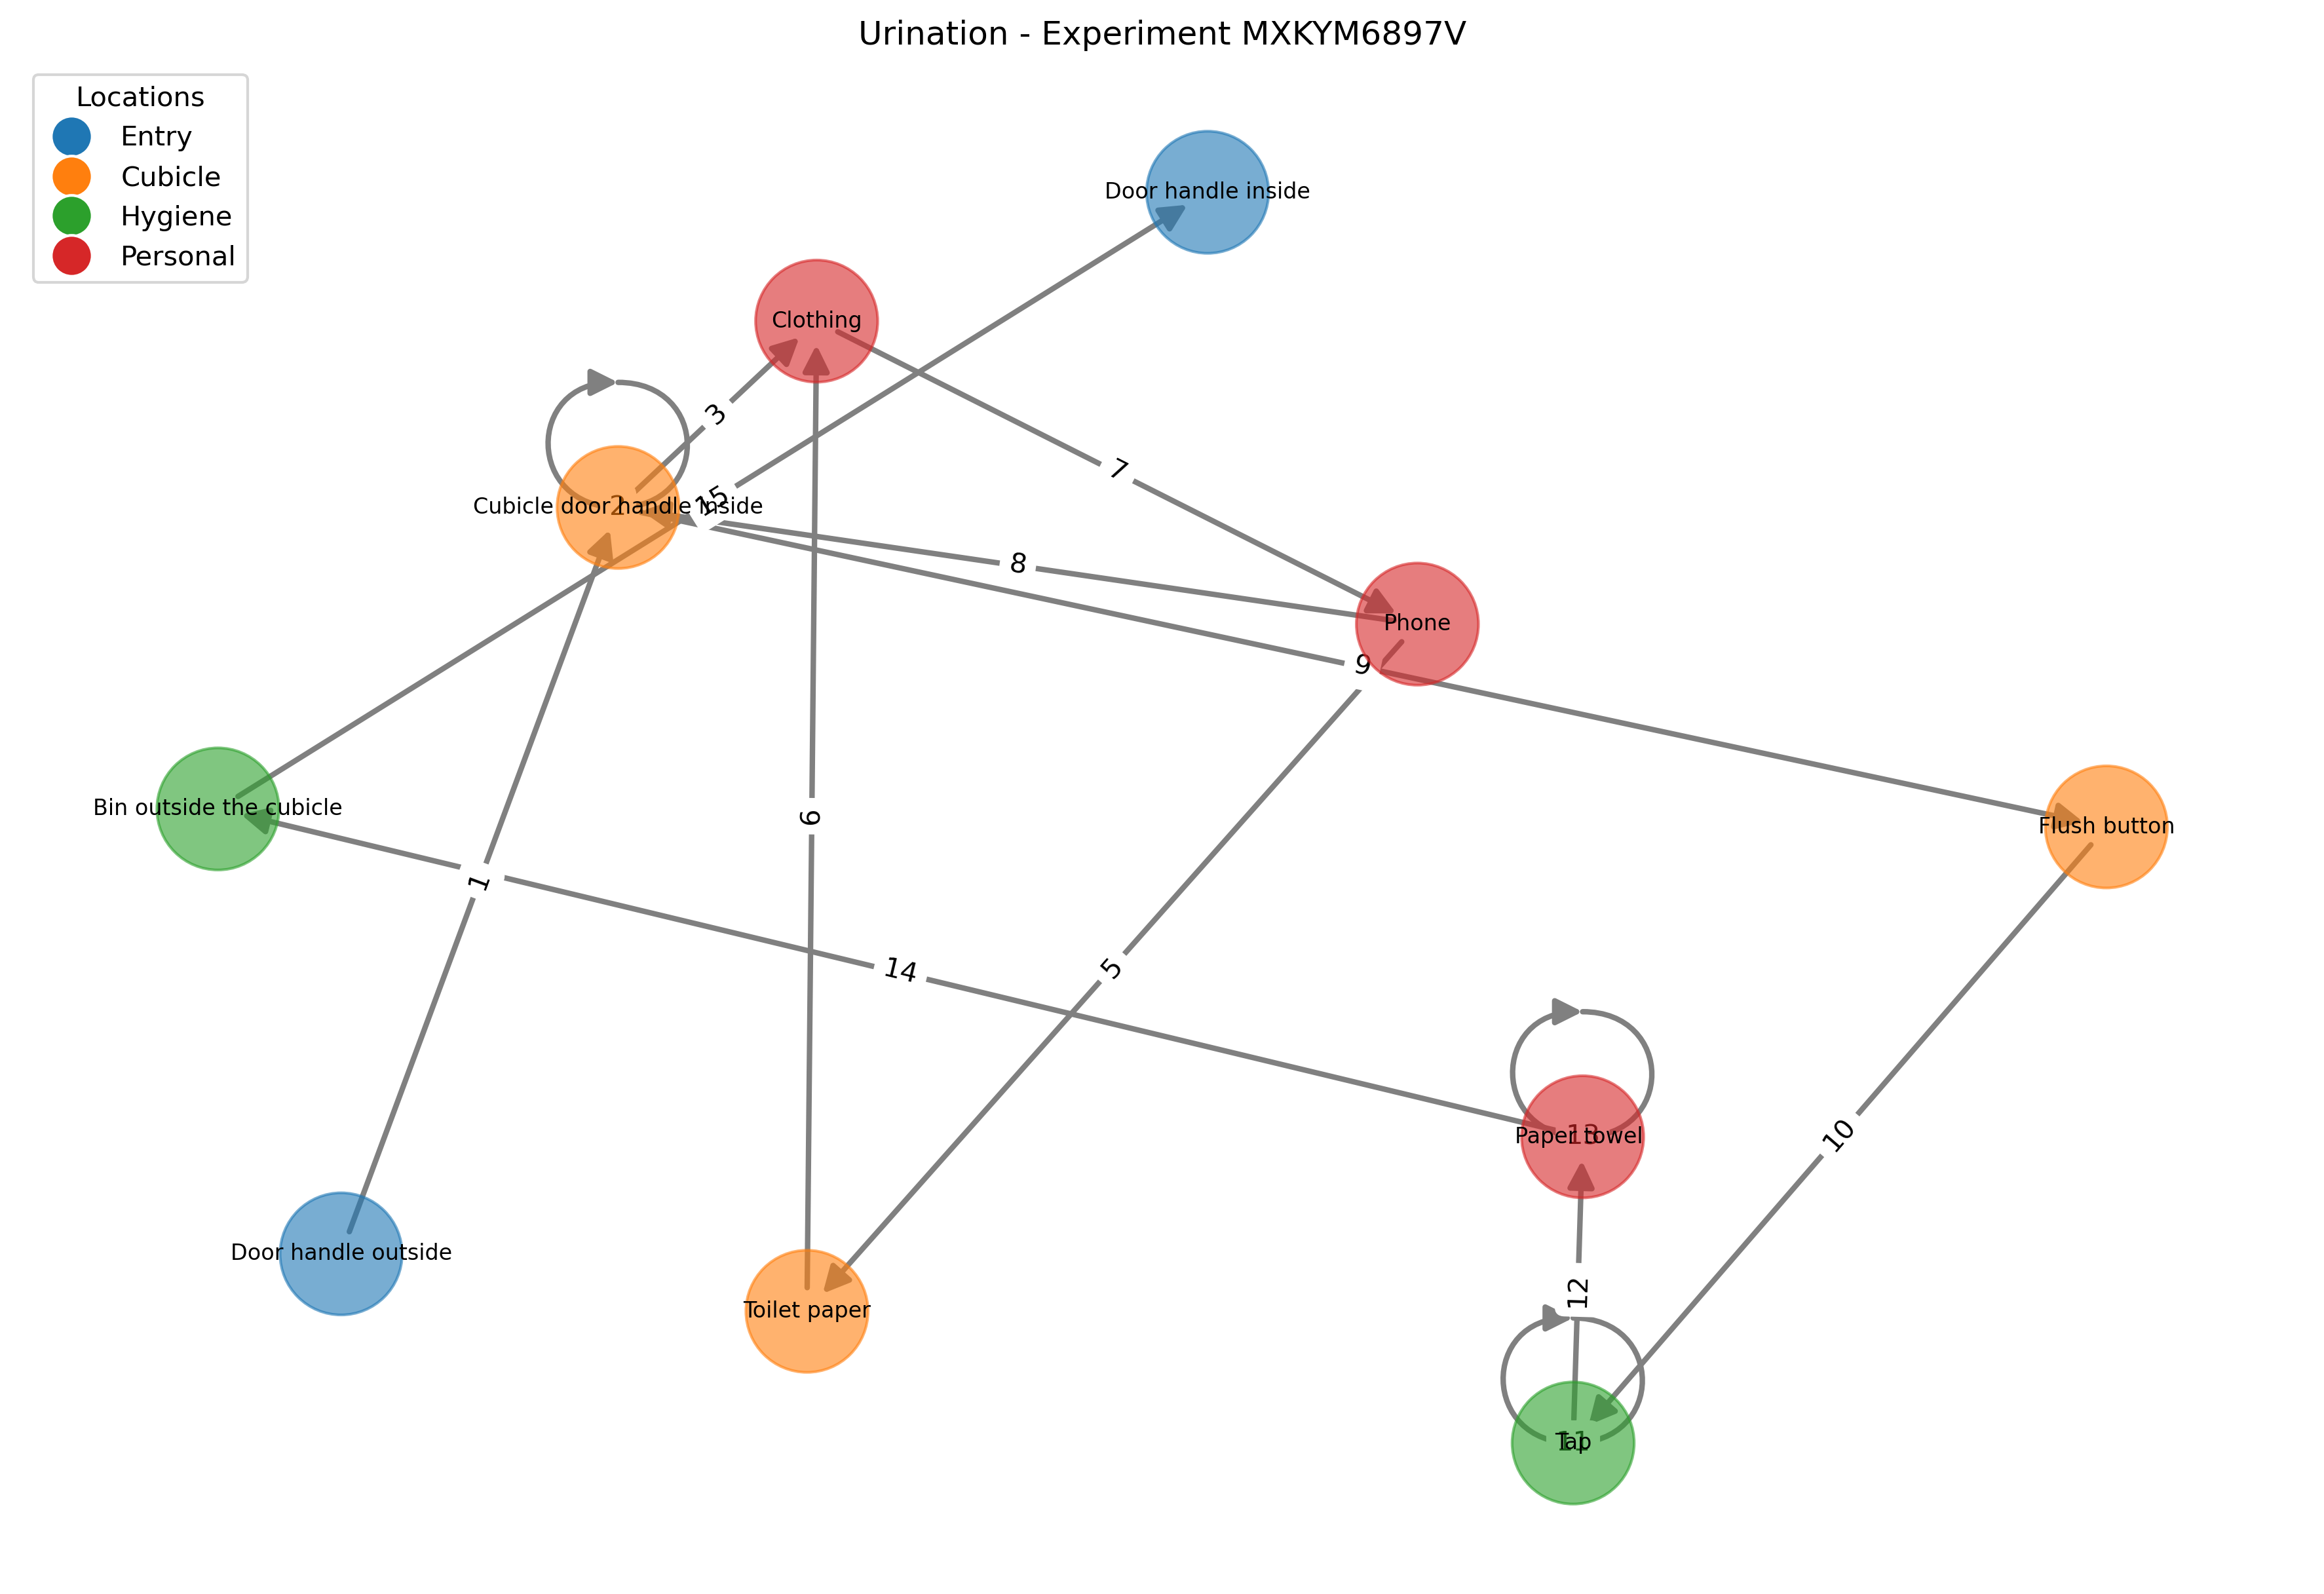 Urination - Experiment MXKYM6897V
Locations
Entry
Cubicle
Hygiene
Personal
Door handle inside
Clothing
3
7
15
2
Cubicle door handle inside
8
Phone
9
Bin outside the cubicle
6
Flush button
1
14
5
13
Paper towel
10
Door handle outside
12
Toilet paper
11
Tap